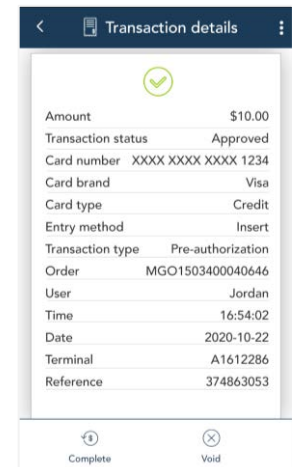 Transaction details
Amount $10.00
Transaction status Approved
Card number XXXX XXXX XXXX 1234
Card brand Visa
Card type Credit
Entry method Insert
Transaction type Pre-authorization
Order MGO1503400040646
User Jordan
Time 16:54:02
Date 2020-10-22
Terminal A1612286
Reference 374863053
Complete Void